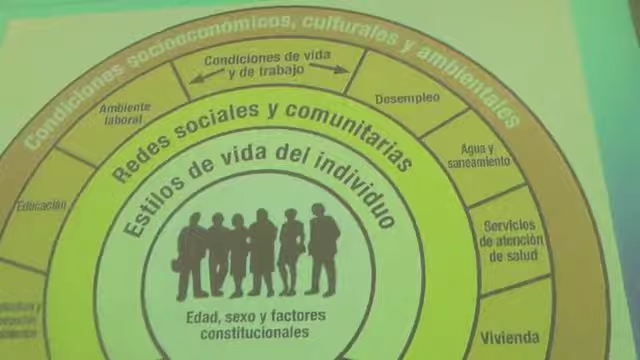 Condiciones socioeconómicas, culturales y ambientales
Condiciones de vida
y de trabajo
Ambiente
laboral
Desempleo
Redes sociales y comunitarias
Agua y
saneamiento
Estilos de vida del individuo
Educación
Servicios
de atención
de salud
Edad, sexo y factores
constitucionales
Vivienda